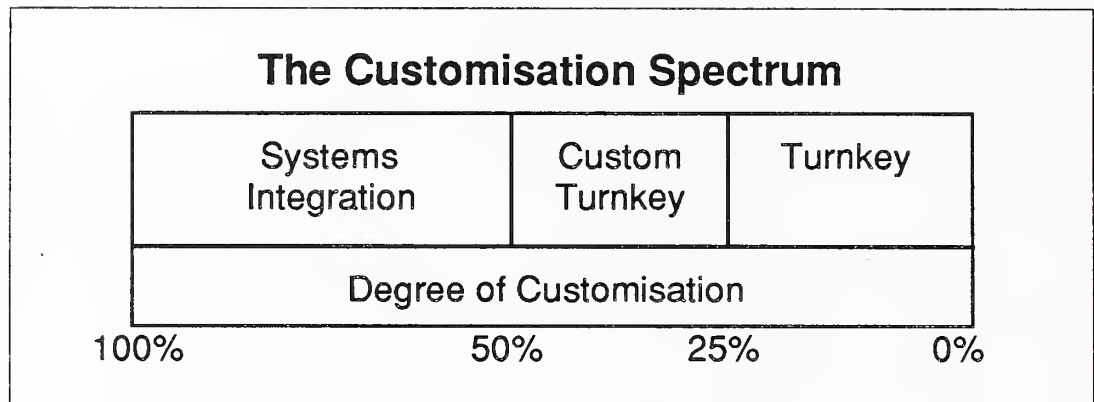 The Customisation Spectrum
Systems
Integration
Custom
Turnkey
Turnkey
Degree of Customisation
100% 50% 25% 0%